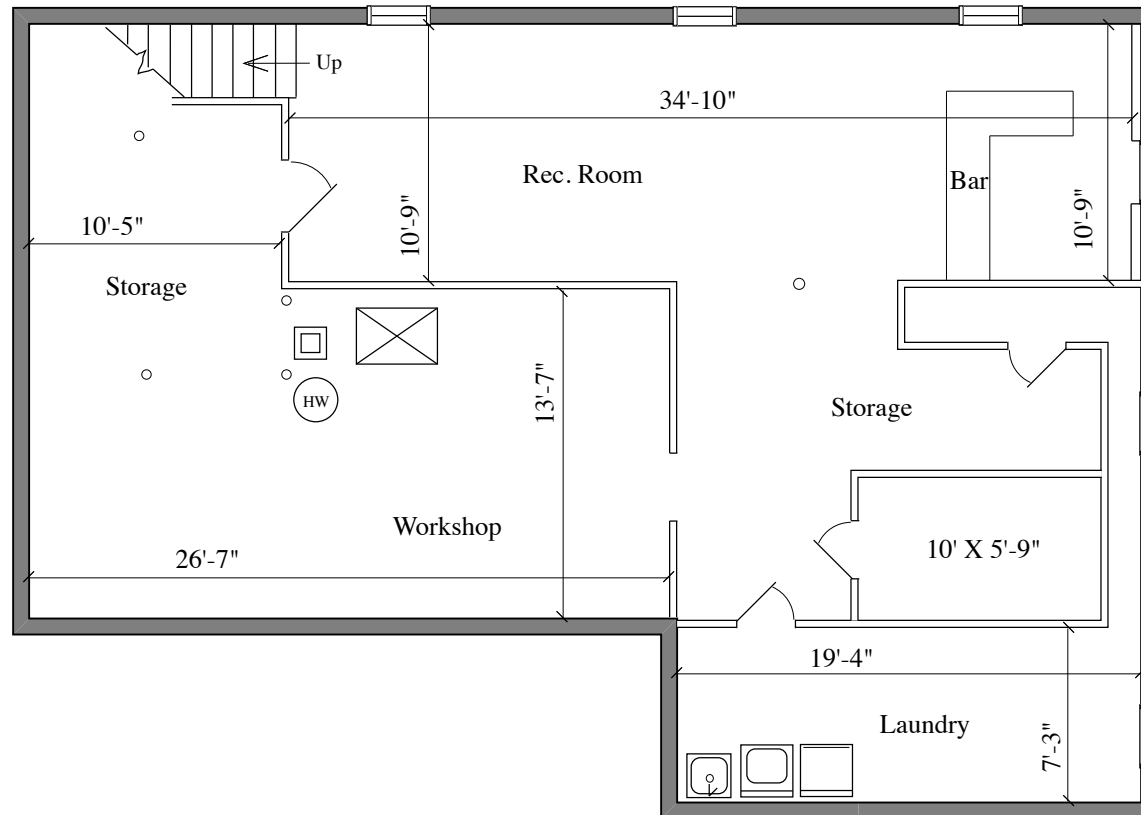 Up
34'-10"
Rec. Room
Bar
10'-9"
10'-9"
10'-5"
Storage
HW
13'-7"
Storage
Workshop
10' X 5'-9"
26'-7"
19'-4"
Laundry
7'-3"